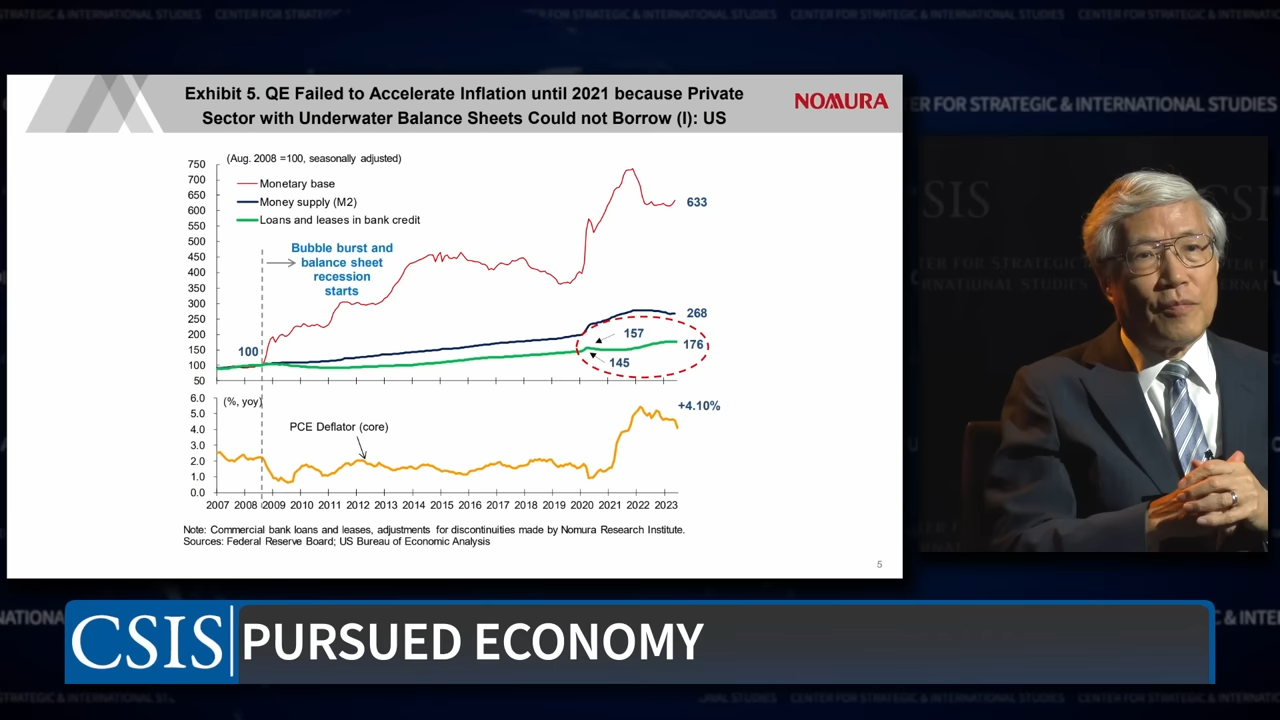 CENTER FOR STRATEGIC & INTERNATIONAL STUDIES
Exhibit 5. QE Failed to Accelerate Inflation until 2021 because Private
Sector with Underwater Balance Sheets Could not Borrow (I): US
NOMURA
ER FOR STRATEGIC & INTERNATIONAL STUDIES
(Aug. 2008 =100, seasonally adjusted)
750
700
650
600
550
500
450
400
350
300
250
200
150
100
50
Monetary base
Money supply (M2)
Loans and leases in bank credit
Bubble burst and
balance sheet
recession
starts
100
633
268
157
176
145
(%, yoy)
6.0
5.0
4.0
3.0
2.0
1.0
0.0
PCE Deflator (core)
+4.10%
2007 2008 2009 2010 2011 2012 2013 2014 2015 2016 2017 2018 2019 2020 2021 2022 2023
Note: Commercial bank loans and leases, adjustments for discontinuities made by Nomura Research Institute.
Sources: Federal Reserve Board; US Bureau of Economic Analysis
5
CSIS
PURSUED ECONOMY